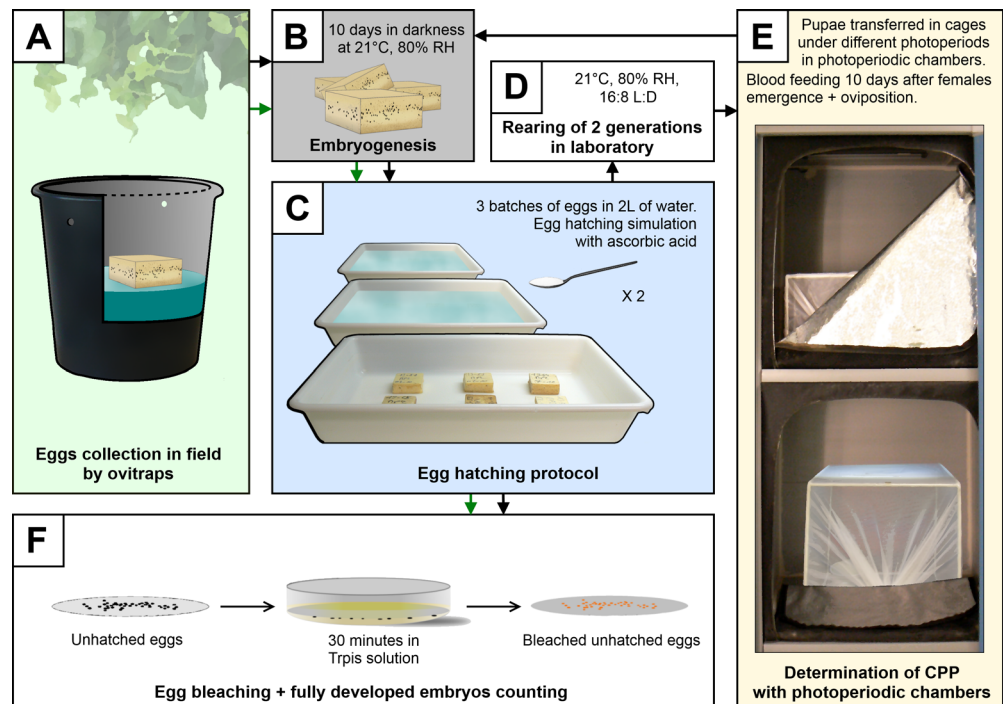 A
Eggs collection in field
by ovitraps
B
10 days in darkness
at 21°C, 80% RH
Embryogenesis
C
3 batches of eggs in 2L of water.
Egg hatching simulation
with ascorbic acid
X 2
Egg hatching protocol
D
21°C, 80% RH,
16:8 L:D
Rearing of 2 generations
in laboratory
E
Pupae transferred in cages
under different photoperiods
in photoperiodic chambers.
Blood feeding 10 days after females
emergence + oviposition.
Determination of CPP
with photoperiodic chambers
F
Unhatched eggs
30 minutes in
Trpis solution
Bleached unhatched eggs
Egg bleaching + fully developed embryos counting